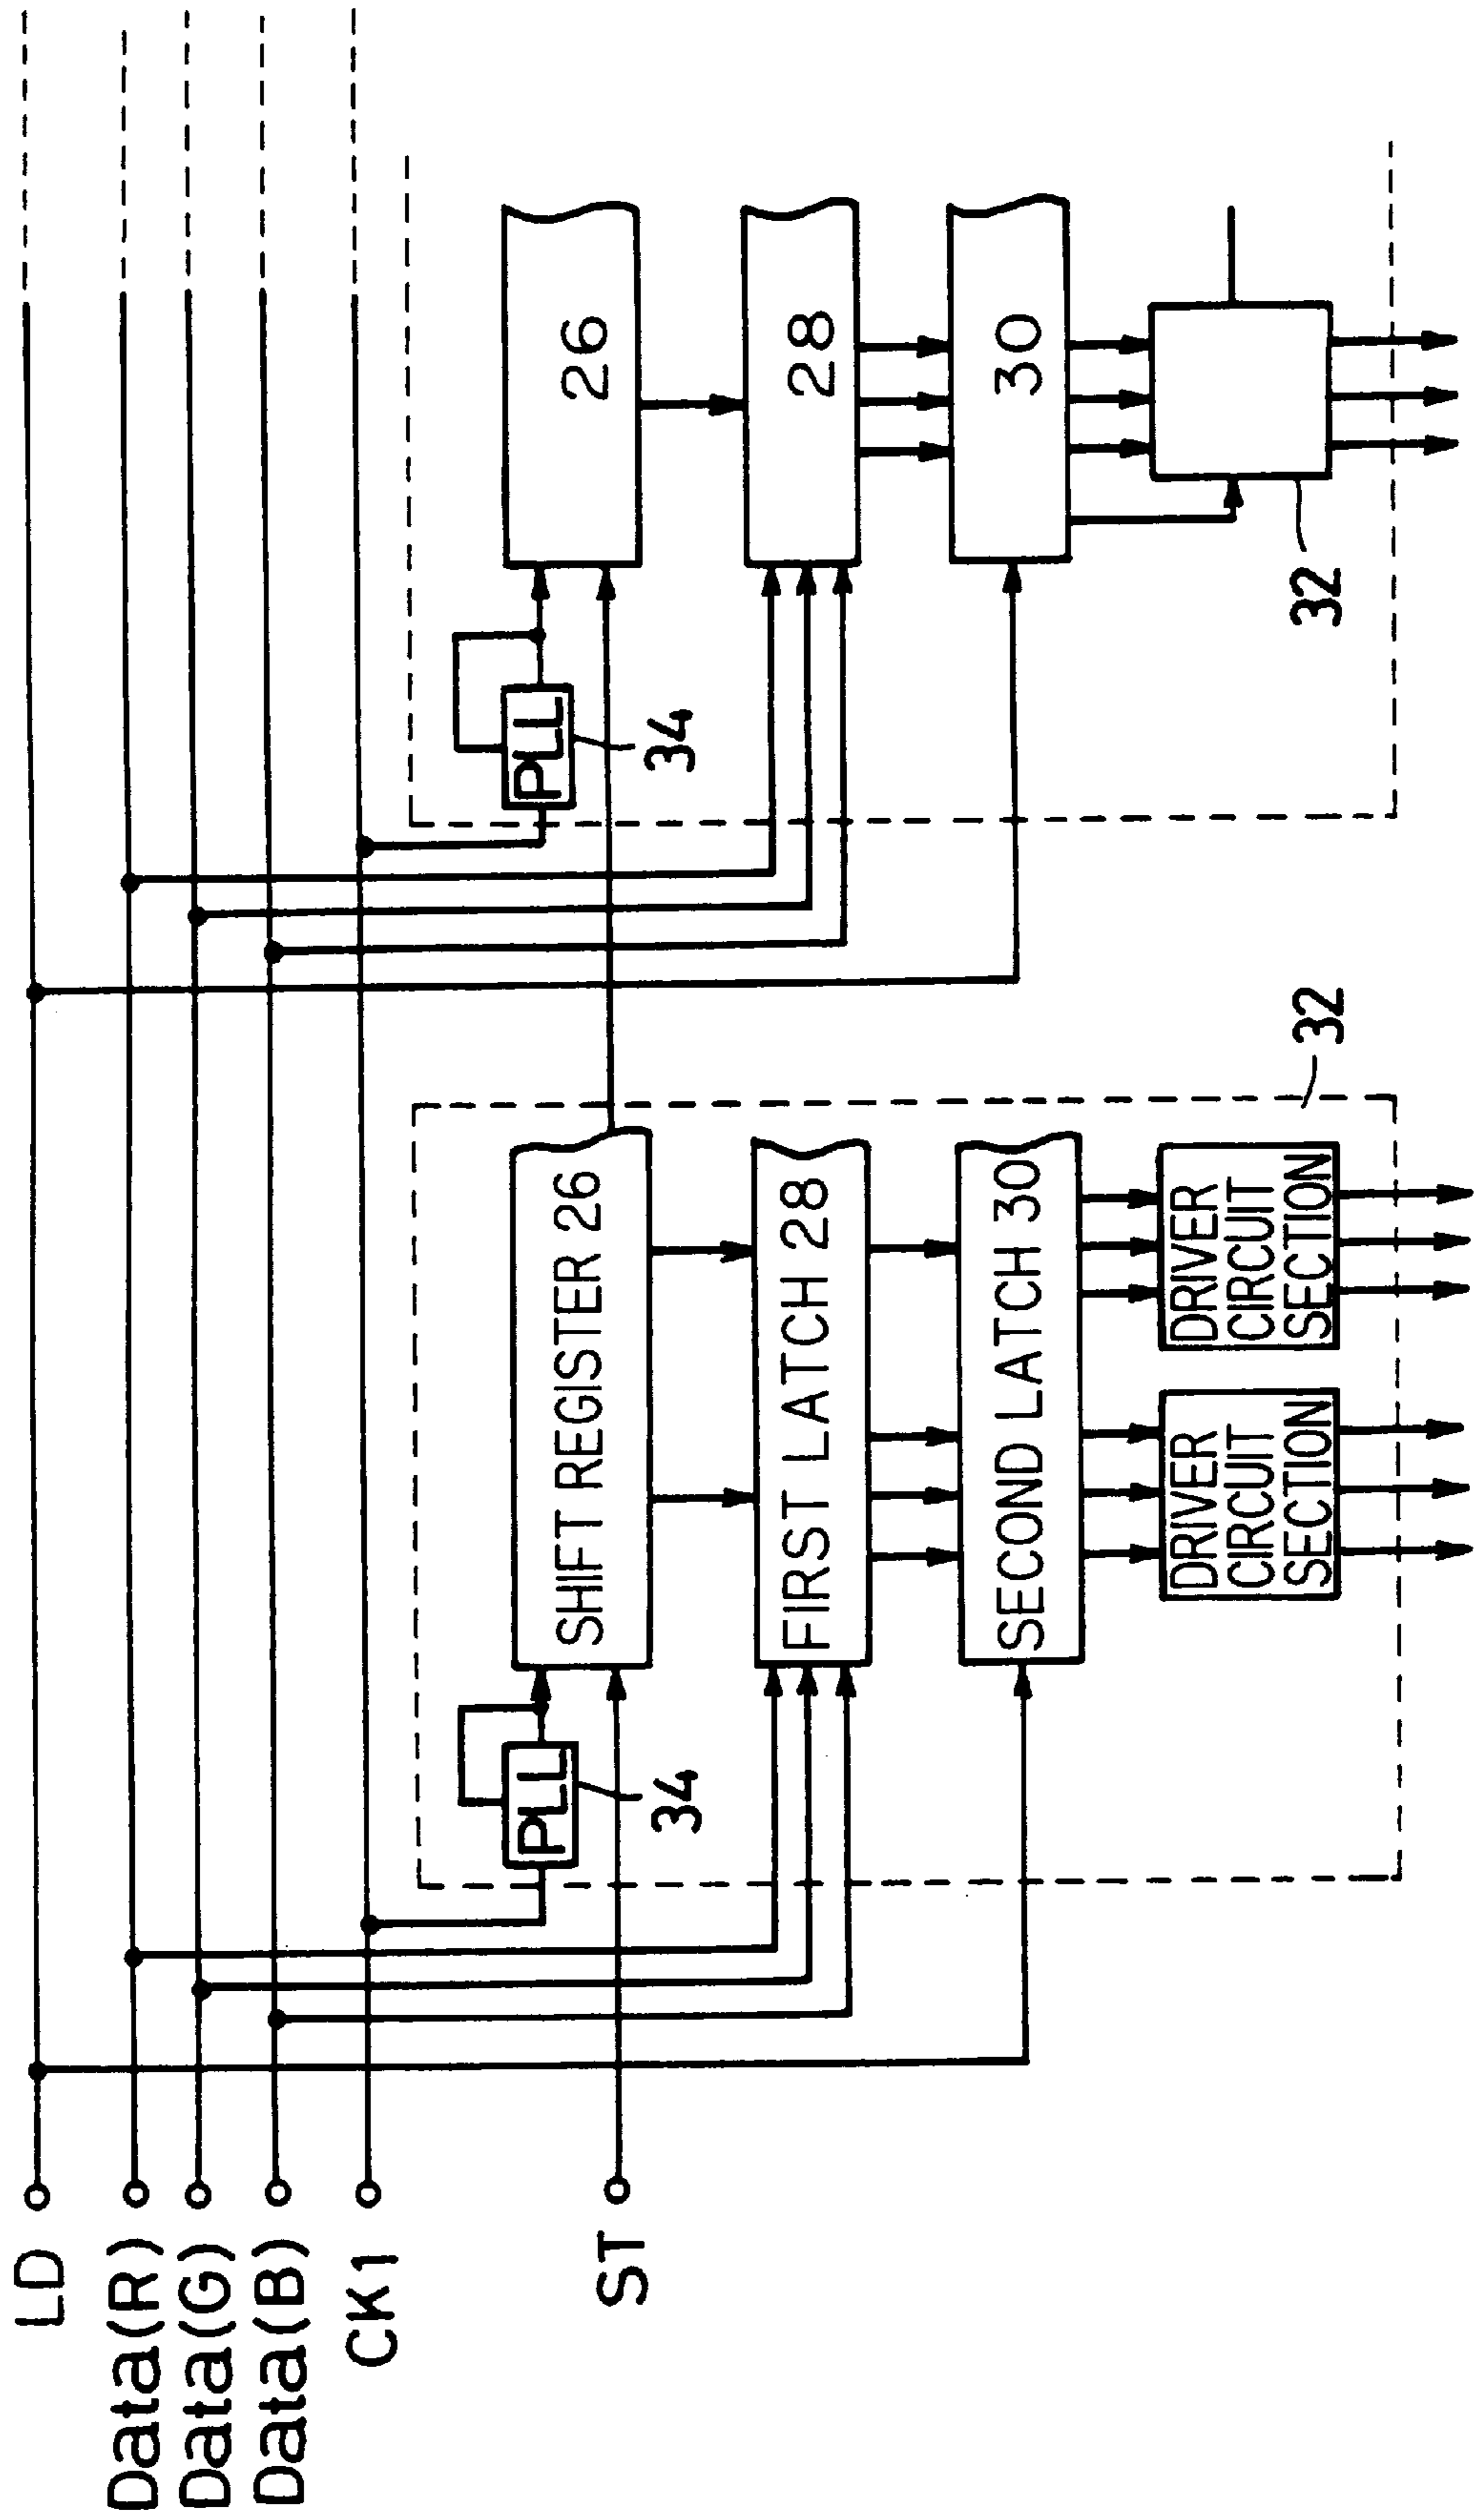 LD
Data(R)
Data(G)
Data(B)
CK1
ST
PLL
34
SHIFT REGISTER 26
FIRST LATCH 28
SECOND LATCH 30
DRIVER
CIRCUIT
SECTION
DRIVER
CIRCUIT
SECTION
32
PLL
34
26
28
30
32